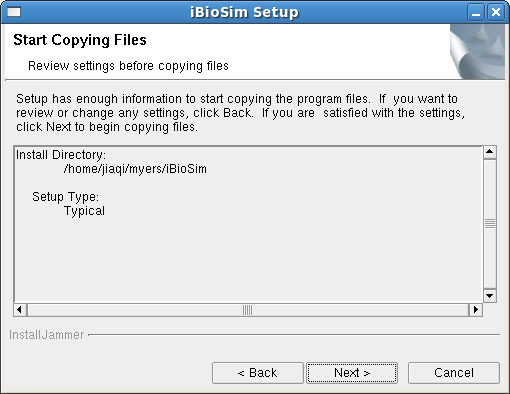 iBioSim Setup
Start Copying Files
Review settings before copying files
Setup has enough information to start copying the program files.  If  you want to
review or change any settings, click Back.  If you are  satisfied with the settings,
click Next to begin copying files.
Install Directory:
/home/jiaqi/myers/iBioSim
Setup Type:
Typical
InstallJammer
< Back
Next >
Cancel